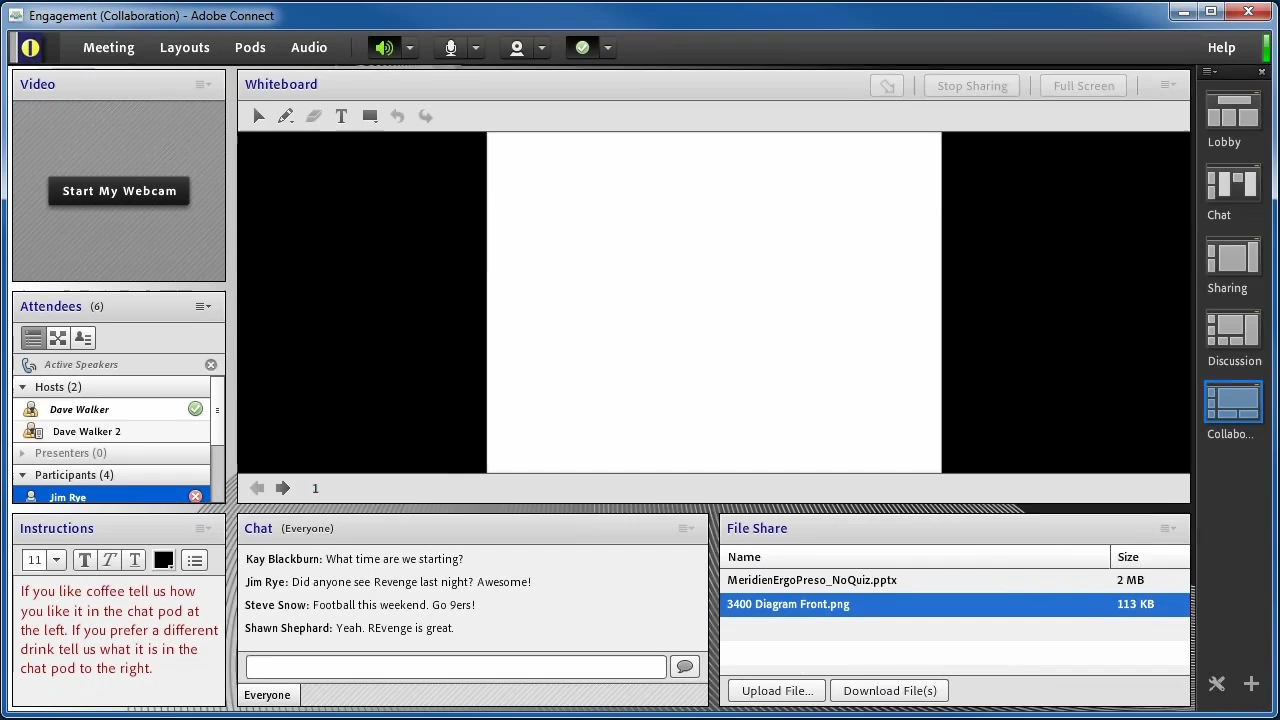 Engagement (Collaboration) - Adobe Connect
Meeting Layouts Pods Audio Help
Video
Start My Webcam
Attendees (6)
Active Speakers
Hosts (2)
Dave Walker
Dave Walker 2
Presenters (0)
Participants (4)
Jim Rye
Whiteboard Stop Sharing Full Screen
T
1
Lobby
Chat
Sharing
Discussion
Collabo...
Instructions
11 T T T
If you like coffee tell us how
you like it in the chat pod at
the left. If you prefer a different
drink tell us what it is in the
chat pod to the right.
Chat (Everyone)
Kay Blackburn: What time are we starting?
Jim Rye: Did anyone see Revenge last night? Awesome!
Steve Snow: Football this weekend. Go 9ers!
Shawn Shephard: Yeah. REvenge is great.
Everyone
File Share
Name Size
MeridienErgoPreso_NoQuiz.pptx 2 MB
3400 Diagram Front.png 113 KB
Upload File... Download File(s)